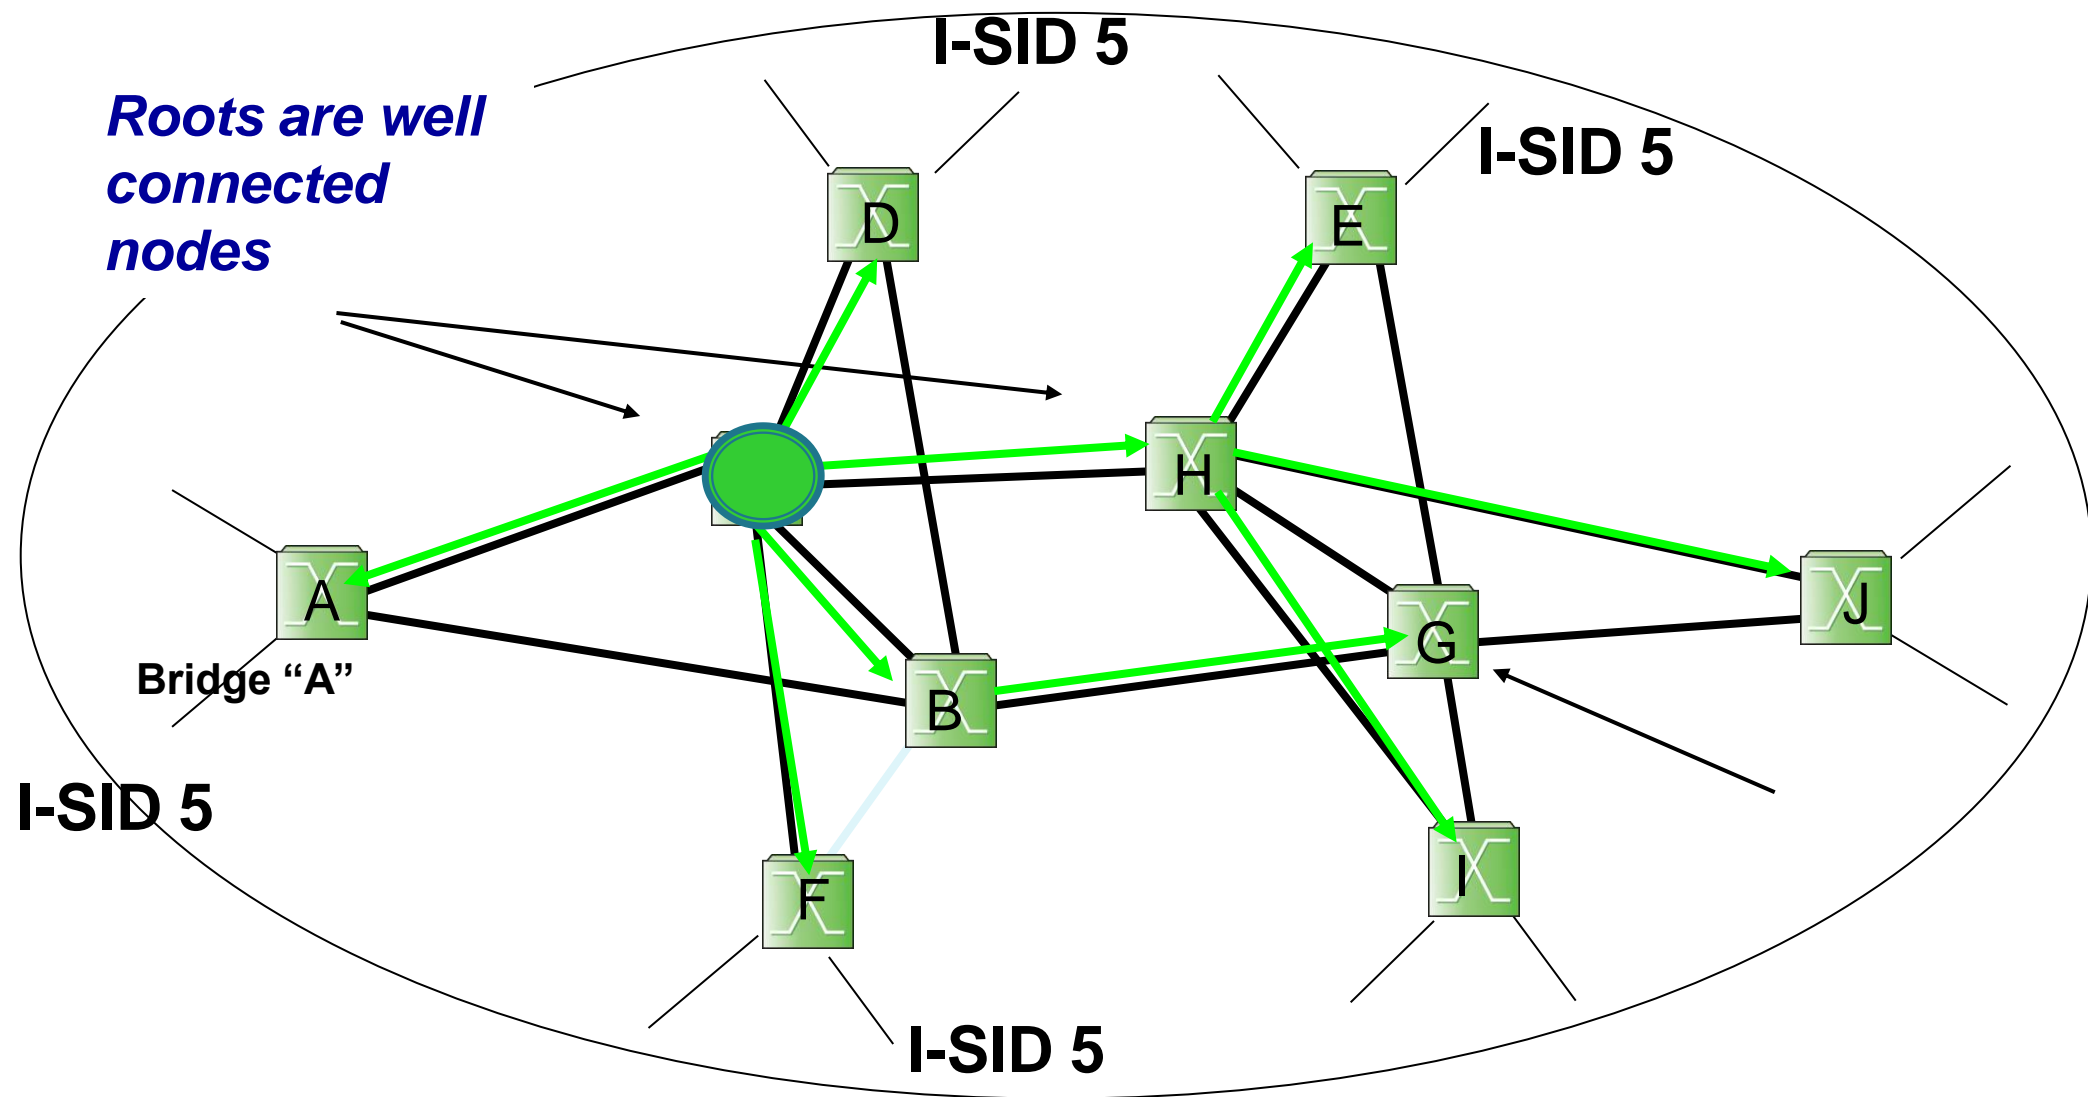 I-SID 5
Roots are well
connected
nodes
I-SID 5
D
E
H
A
J
G
Bridge “A”
B
I-SID 5
I
F
I-SID 5